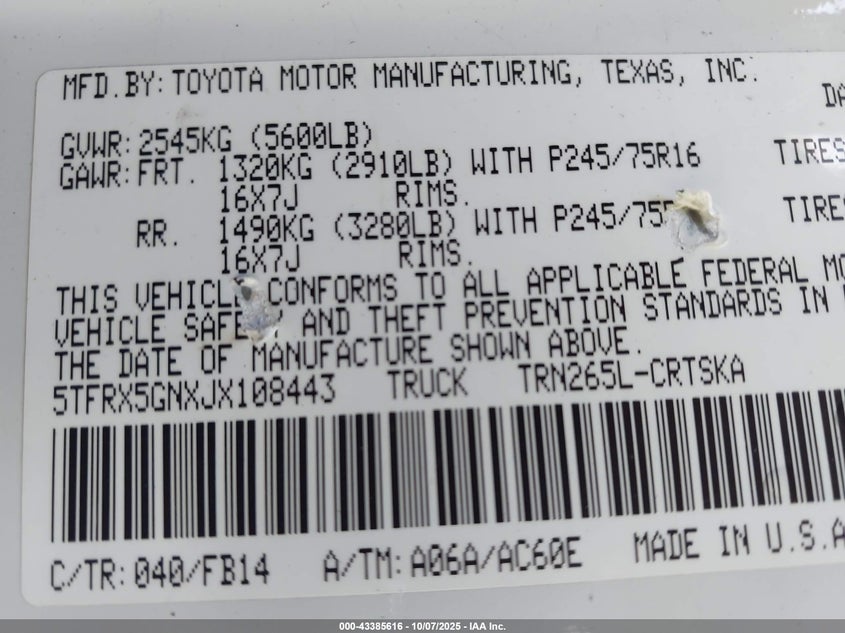 MFD.BY: TOYOTA MOTOR MANUFACTURING, TEXAS, INC.
GVWR: 2545KG (5600LB)
GAWR: FRT. 1320KG (2910LB) WITH P245/75R16 TIRES
16X7J RIMS.
RR. 1490KG (3280LB) WITH P245/75
16X7J RIMS.
THIS VEHICLE CONFORMS TO ALL APPLICABLE FEDERAL
VEHICLE AND THEFT PREVENTION STANDARDS IN
THE DATE OF MANUFACTURE SHOWN ABOVE.
5TFRX5GNXJX108443 TRUCK TRN265L-CRTSKA
C/TR: 040/FB14 A/TM: A06A/AC60E MADE IN U.S.A
000-43385616 - 10/07/2025 - IAA Inc.